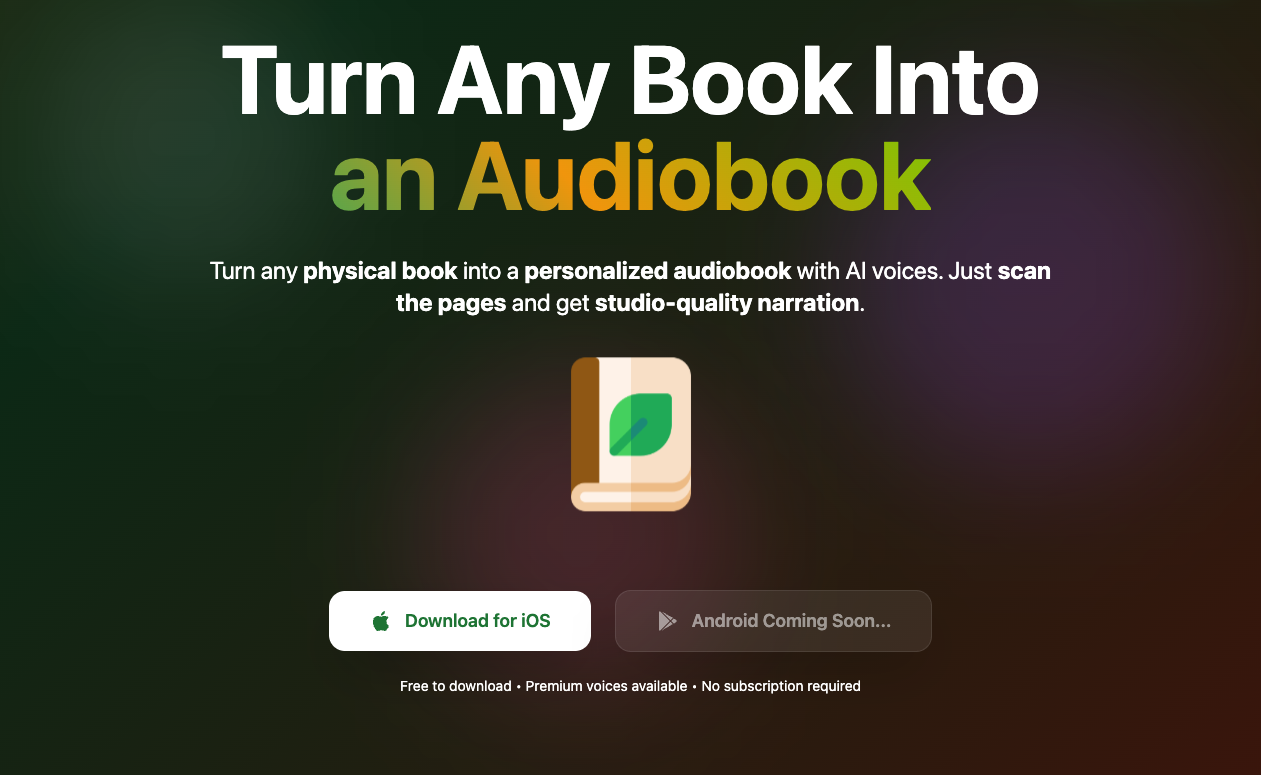 Turn Any Book Into
an Audiobook
Turn any physical book into a personalized audiobook with AI voices. Just scan
the pages and get studio-quality narration.
Download for iOS
Android Coming Soon...
Free to download • Premium voices available • No subscription required